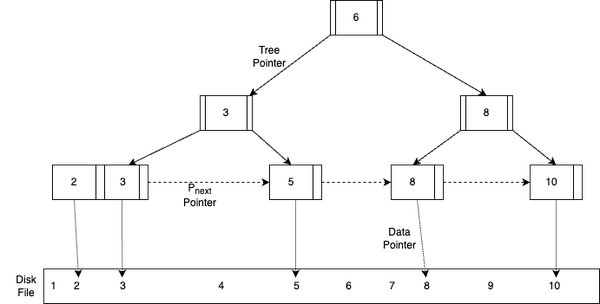 6
Tree
Pointer
3
8
2 3 5 8 10
Pnext
Pointer
Data
Pointer
Disk
File
1 2 3 4 5 6 7 8 9 10